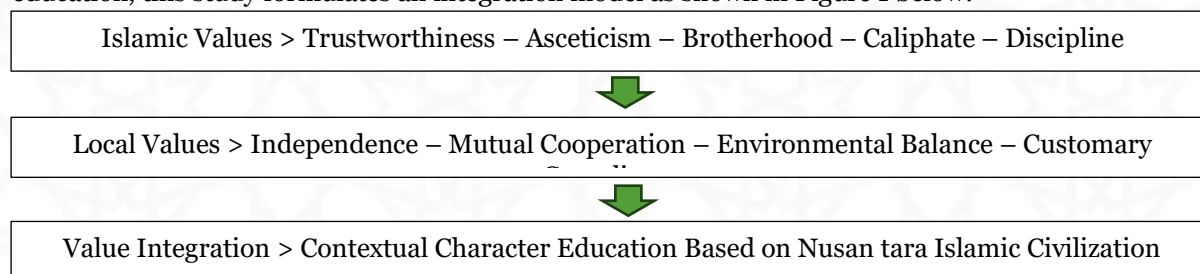 education, this study formulates an integration model as shown in Figure 1 below:
Islamic Values > Trustworthiness – Asceticism – Brotherhood – Caliphate – Discipline
Local Values > Independence – Mutual Cooperation – Environmental Balance – Customary
Value Integration > Contextual Character Education Based on Nusan tara Islamic Civilization